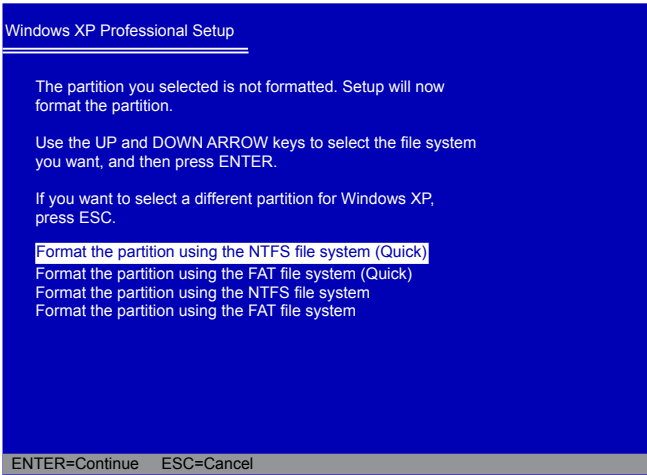 Windows XP Professional Setup
The partition you selected is not formatted. Setup will now
format the partition.
Use the UP and DOWN ARROW keys to select the file system
you want, and then press ENTER.
If you want to select a different partition for Windows XP,
press ESC.
Format the partition using the NTFS file system (Quick)
Format the partition using the FAT file system (Quick)
Format the partition using the NTFS file system
Format the partition using the FAT file system
ENTER=Continue ESC=Cancel